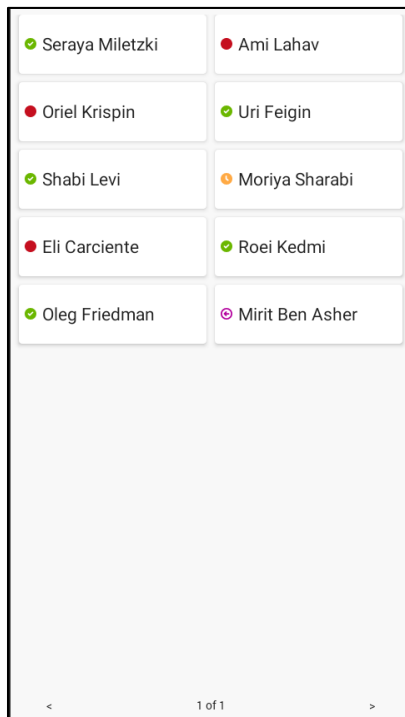 Seraya Miletzki
Ami Lahav
Oriel Krispin
Uri Feigin
Shabi Levi
Moriya Sharabi
Eli Carciente
Roei Kedmi
Oleg Friedman
Mirit Ben Asher
< 1 of 1 >